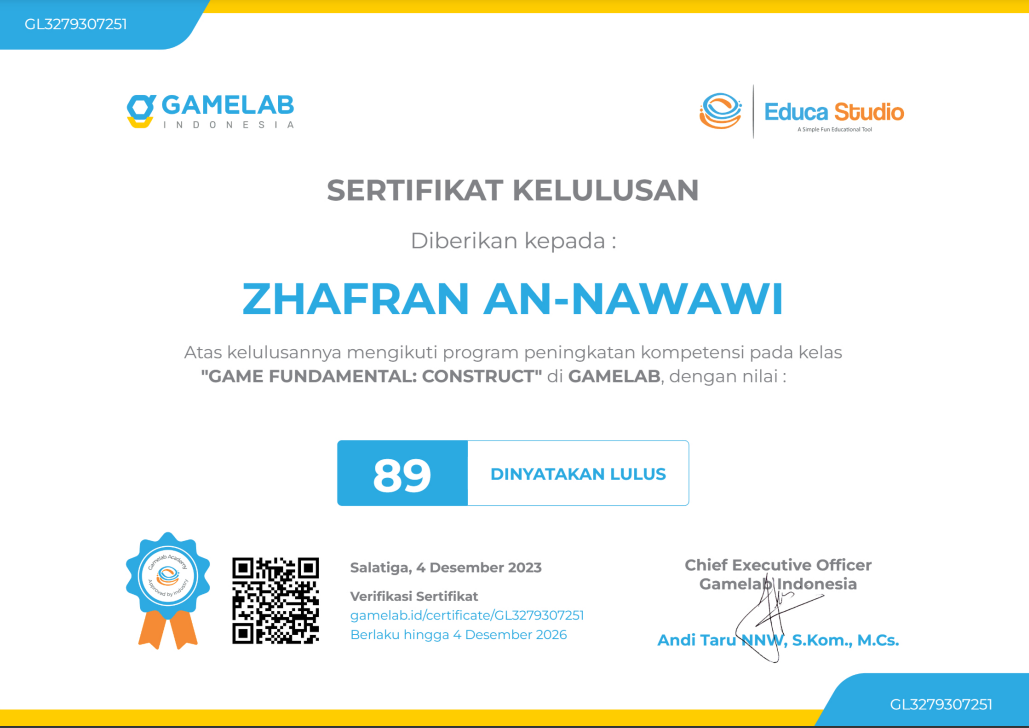 GL3279307251
GAMELAB
INDONESIA
Educa Studio
A Simple Fun Educational Tool
SERTIFIKAT KELULUSAN
Diberikan kepada :
ZHAFRAN AN-NAWAWI
Atas kelulusannya mengikuti program peningkatan kompetensi pada kelas
"GAME FUNDAMENTAL: CONSTRUCT" di GAMELAB, dengan nilai :
89
DINYATAKAN LULUS
Gamelab Academy
Approved by Industry
Salatiga, 4 Desember 2023
Verifikasi Sertifikat
gamelab.id/certificate/GL3279307251
Berlaku hingga 4 Desember 2026
Chief Executive Officer
Gamelab Indonesia
Andi Taru NNW, S.Kom., M.Cs.
GL3279307251